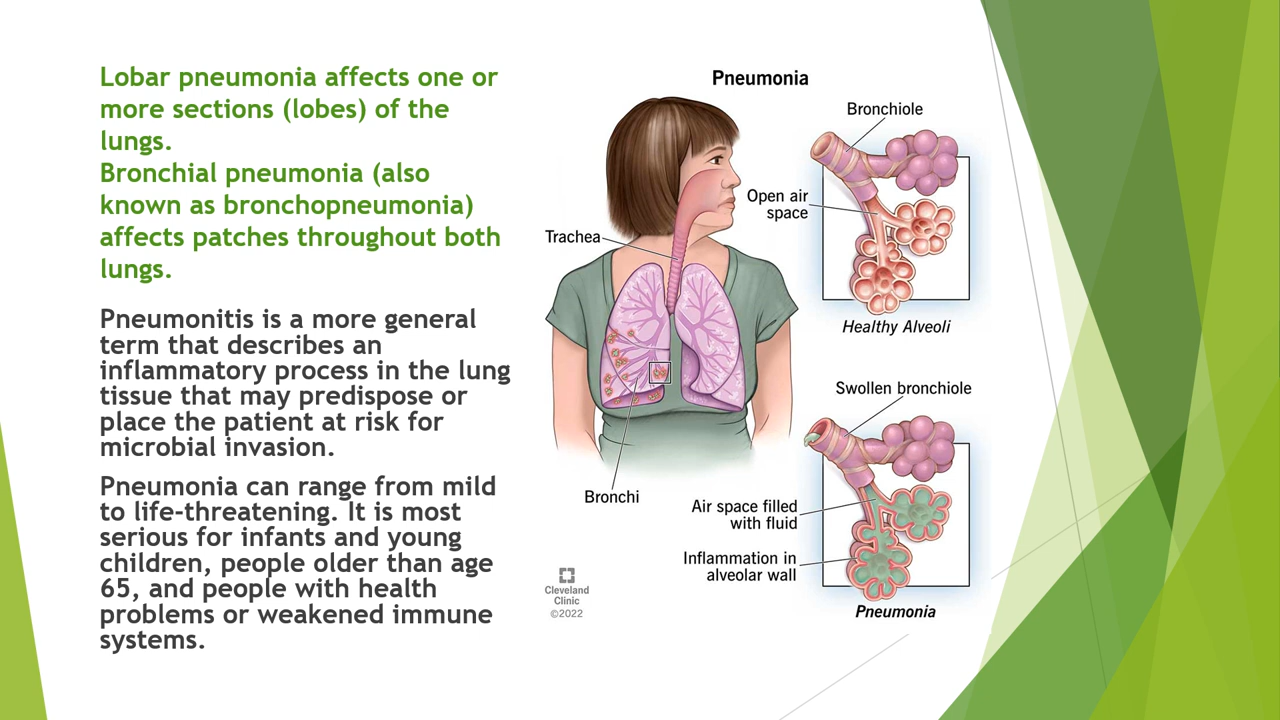 Lobar pneumonia affects one or
more sections (lobes) of the
lungs.
Bronchial pneumonia (also
known as bronchopneumonia)
affects patches throughout both
lungs.
Pneumonitis is a more general
term that describes an
inflammatory process in the lung
tissue that may predispose or
place the patient at risk for
microbial invasion.
Pneumonia can range from mild
to life-threatening. It is most
serious for infants and young
children, people older than age
65, and people with health
problems or weakened immune
systems.
Pneumonia
Bronchiole
Open air
space
Trachea
Healthy Alveoli
Swollen bronchiole
Bronchi
Air space filled
with fluid
Inflammation in
alveolar wall
Cleveland
Clinic
©2022
Pneumonia